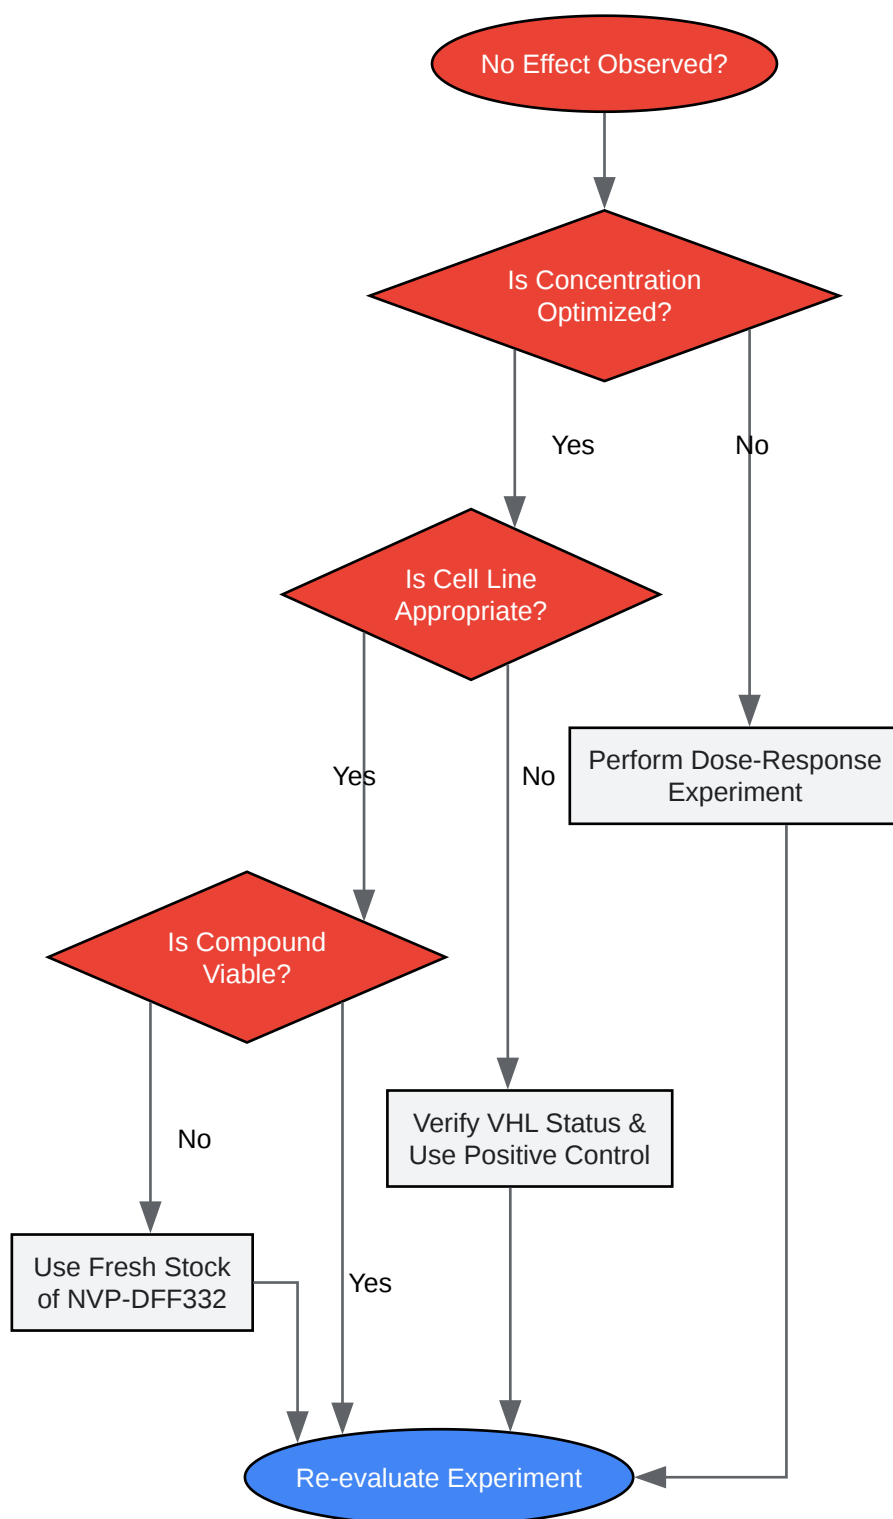 No Effect Observed?
Is Concentration
Optimized?
Yes
No
Is Cell Line
Appropriate?
Perform Dose-Response
Experiment
Yes
No
Is Compound
Viable?
Verify VHL Status &
Use Positive Control
No
Use Fresh Stock
of NVP-DFF332
Yes
Re-evaluate Experiment